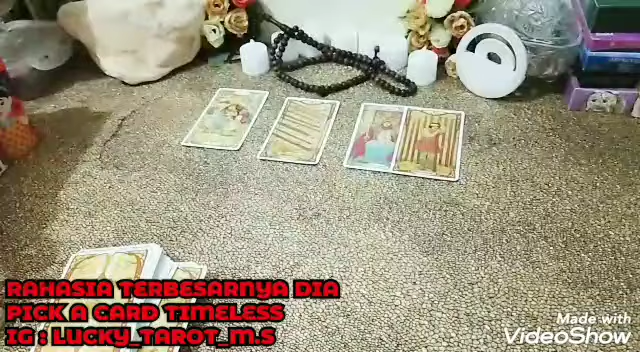 RAHASIA TERBESARNYA DIA
PICK A CARD TIMELESS
IG : LUCKY_TAROT_M.S
Made with
VideoShow